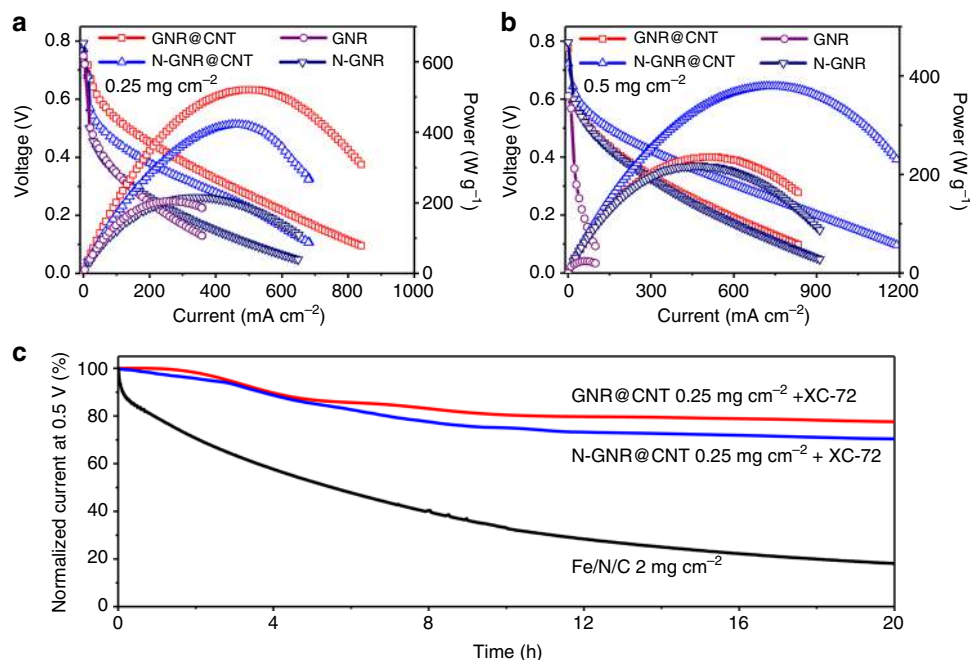 a
b
0.8
0.6
0.4
0.2
0.0
Voltage (V)
GNR@CNT
GNR
N-GNR@CNT
N-GNR
0.25 mg cm⁻²
600
400
200
0
Power (W g⁻¹)
0
200
400
600
800
1000
Current (mA cm⁻²)
0.8
0.6
0.4
0.2
0.0
Voltage (V)
GNR@CNT
GNR
N-GNR@CNT
N-GNR
0.5 mg cm⁻²
400
200
0
Power (W g⁻¹)
0
300
600
900
1200
Current (mA cm⁻²)
c
100
80
60
40
20
0
Normalized current at 0.5 V (%)
GNR@CNT 0.25 mg cm⁻² +XC-72
N-GNR@CNT 0.25 mg cm⁻² + XC-72
Fe/N/C 2 mg cm⁻²
0
4
8
12
16
20
Time (h)